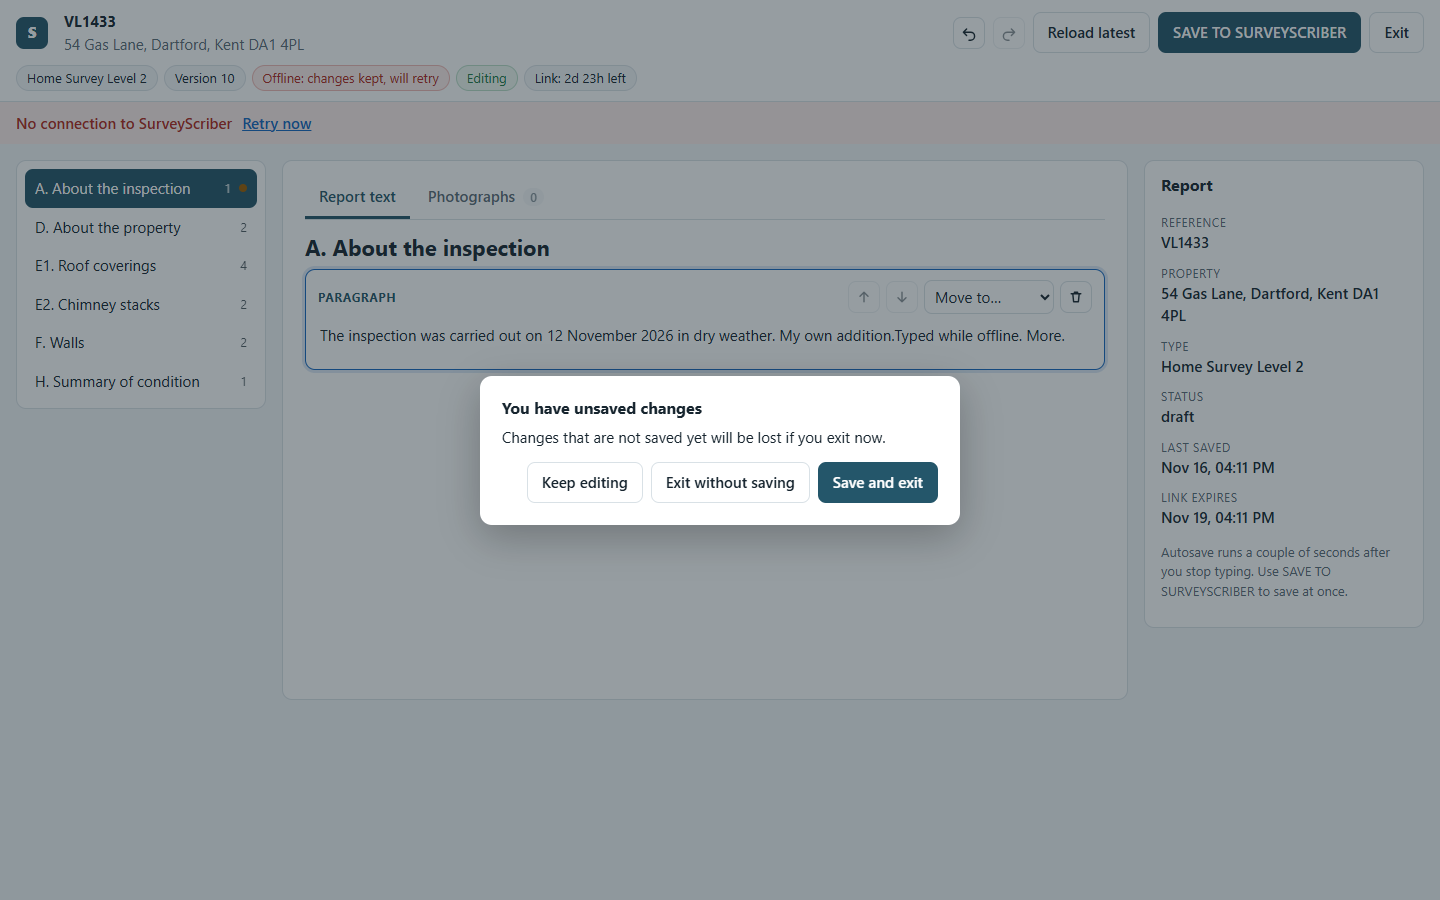 S
VL1433
54 Gas Lane, Dartford, Kent DA1 4PL
Reload latest
SAVE TO SURVEYSCRIBER
Exit
Home Survey Level 2
Version 10
Offline: changes kept, will retry
Editing
Link: 2d 23h left
No connection to SurveyScriber Retry now
A. About the inspection 1
D. About the property 2
E1. Roof coverings 4
E2. Chimney stacks 2
F. Walls 2
H. Summary of condition 1
Report text
Photographs 0
A. About the inspection
PARAGRAPH
Move to...
The inspection was carried out on 12 November 2026 in dry weather. My own addition.Typed while offline. More.
You have unsaved changes
Changes that are not saved yet will be lost if you exit now.
Keep editing
Exit without saving
Save and exit
Report
REFERENCE
VL1433
PROPERTY
54 Gas Lane, Dartford, Kent DA1
4PL
TYPE
Home Survey Level 2
STATUS
draft
LAST SAVED
Nov 16, 04:11 PM
LINK EXPIRES
Nov 19, 04:11 PM
Autosave runs a couple of seconds after
you stop typing. Use SAVE TO
SURVEYSCRIBER to save at once.